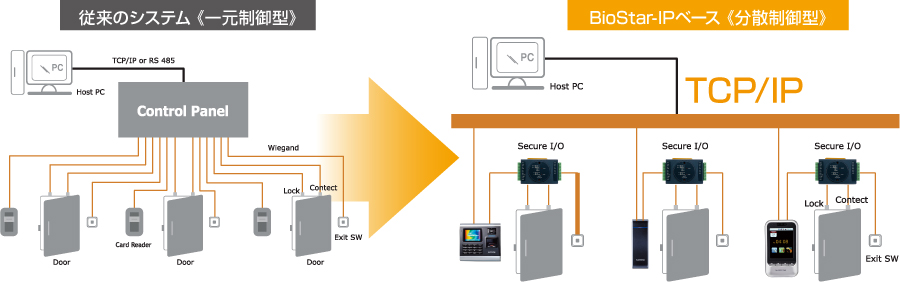 従来のシステム《一元制御型》
PC
TCP/IP or RS 485
Host PC
Control Panel
Wiegand
Lock
Contect
Card Reader
Exit SW
Door
Door
Door
BioStar-IPベース《分散制御型》
PC
Host PC
TCP/IP
Secure I/O
Secure I/O
Secure I/O
Lock
Contect
Exit SW